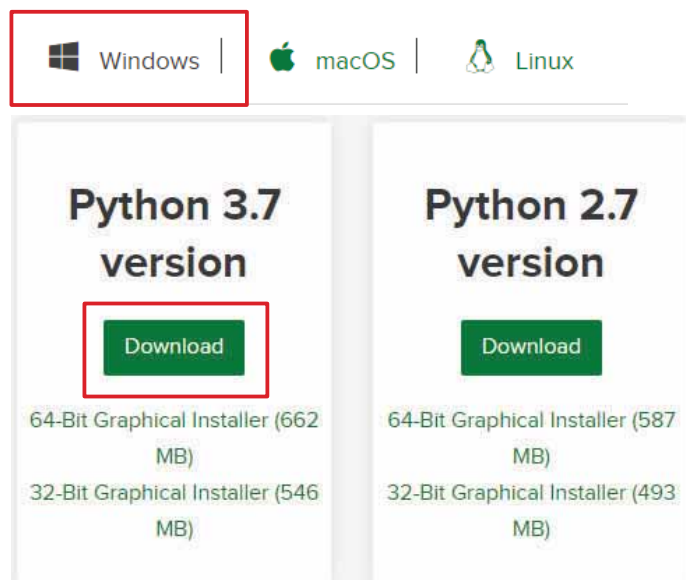 Windows | macOS | Linux
Python 3.7
version
Download
64-Bit Graphical Installer (662
MB)
32-Bit Graphical Installer (546
MB)
Python 2.7
version
Download
64-Bit Graphical Installer (587
MB)
32-Bit Graphical Installer (493
MB)